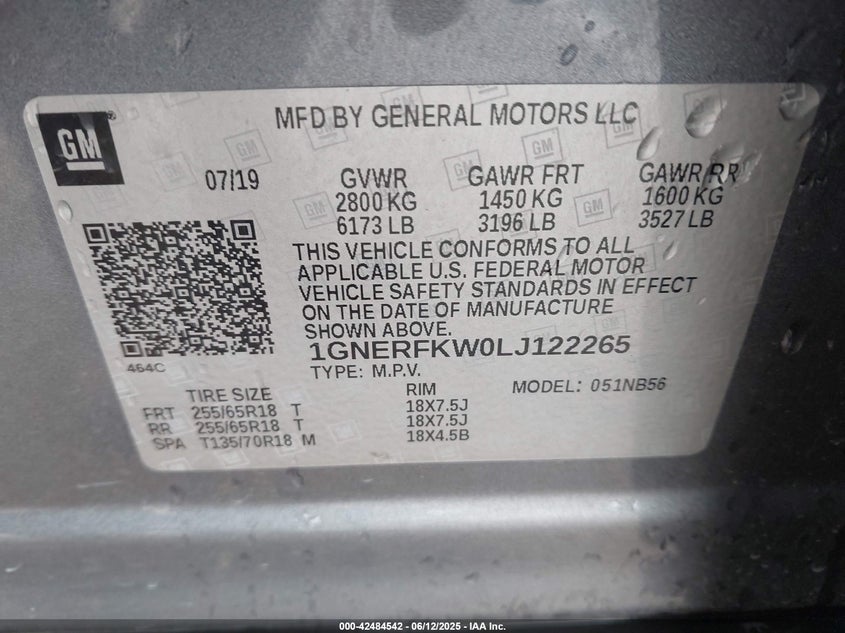 GM
MFD BY GENERAL MOTORS LLC
07/19 GVWR GAWR FRT GAWR RR
2800 KG 1450 KG 1600 KG
6173 LB 3196 LB 3527 LB
THIS VEHICLE CONFORMS TO ALL
APPLICABLE U.S. FEDERAL MOTOR
VEHICLE SAFETY STANDARDS IN EFFECT
ON THE DATE OF MANUFACTURE
SHOWN ABOVE.
1GNERFKW0LJ122265
464C
TYPE: M.P.V. MODEL: 051NB56
TIRE SIZE RIM
FRT 255/65R18 T 18X7.5J
RR 255/65R18 T 18X7.5J
SPA T135/70R18 M 18X4.5B
000-42484542 - 06/12/2025 - IAA Inc.